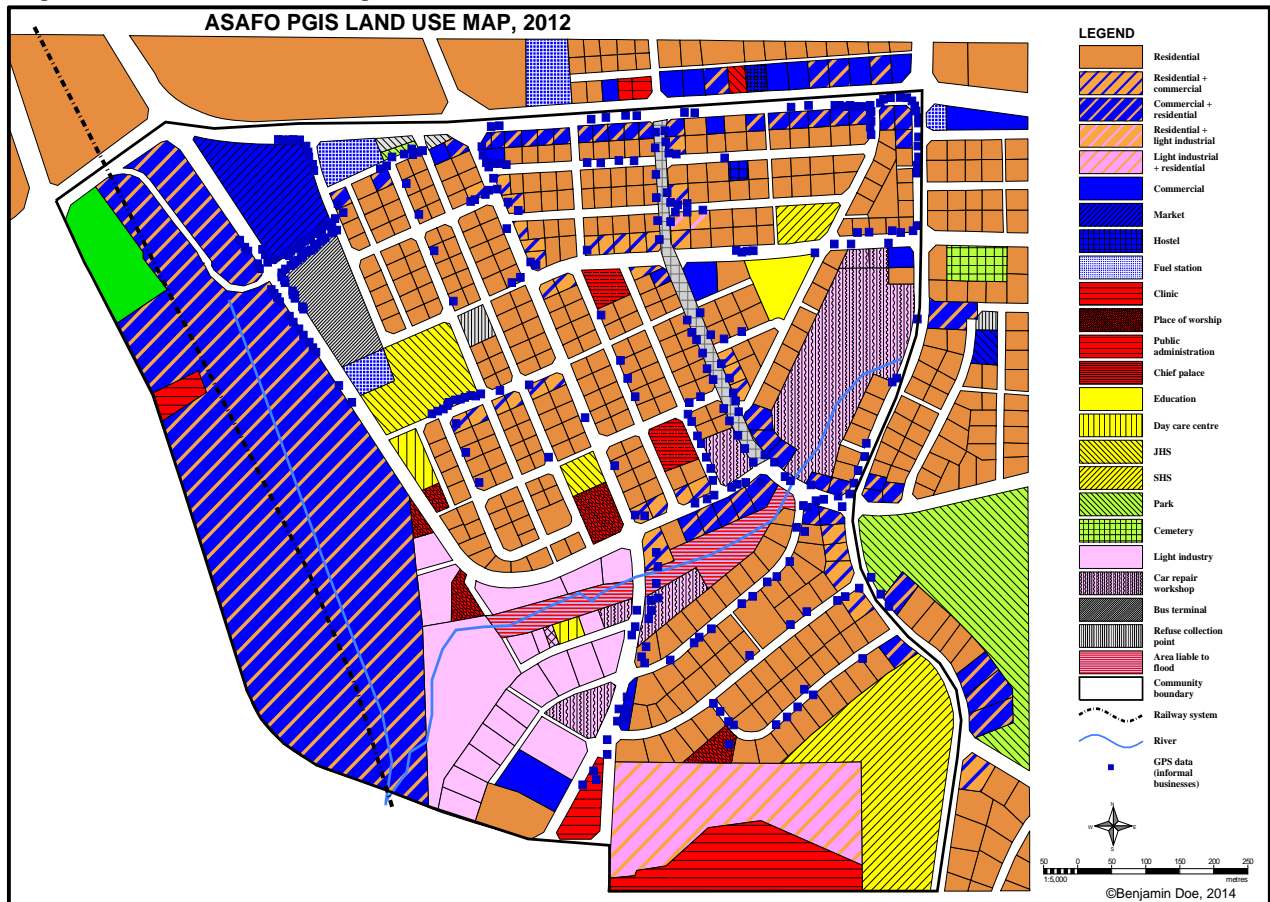 ASAFO PGIS LAND USE MAP, 2012
LEGEND
Residential
Residential +
commercial
Commercial +
residential
Residential +
light industrial
Light industrial
+ residential
Commercial
Market
Hostel
Fuel station
Clinic
Place of worship
Public
administration
Chief palace
Education
Day care centre
JHS
SHS
Park
Cemetery
Light industry
Car repair
workshop
Bus terminal
Refuse collection
point
Area liable to
flood
Community
boundary
Railway system
River
GPS data
(informal
businesses)
N
W E
S
50 0 50 100 150 200 250
1:5,000 metres
©Benjamin Doe, 2014